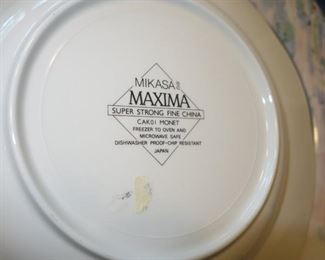 MIKASA
MAXIMA
SUPER STRONG FINE CHINA
CAK01 MONET
FREEZER TO OVEN AND
MICROWAVE SAFE
DISHWASHER PROOF-CHIP RESISTANT
JAPAN